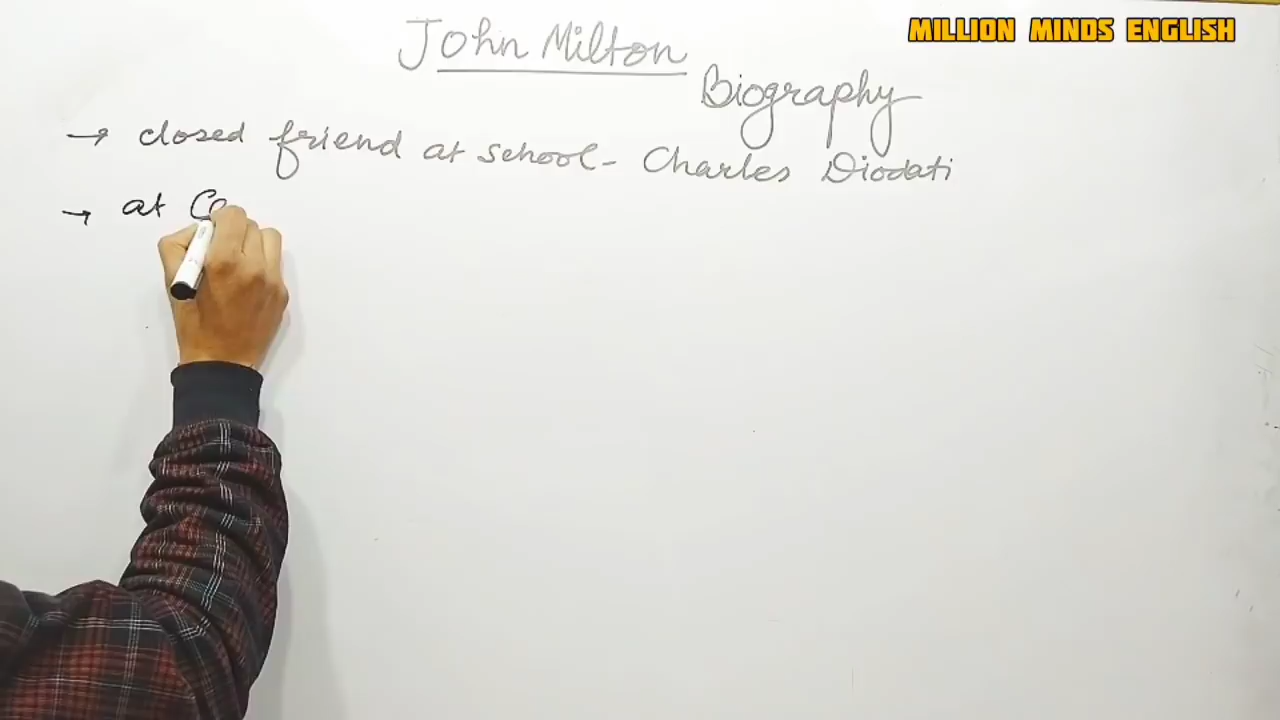 MILLION MINDS ENGLISH
John Milton
Biography
→ closed friend at school - Charles Diodati
→ at